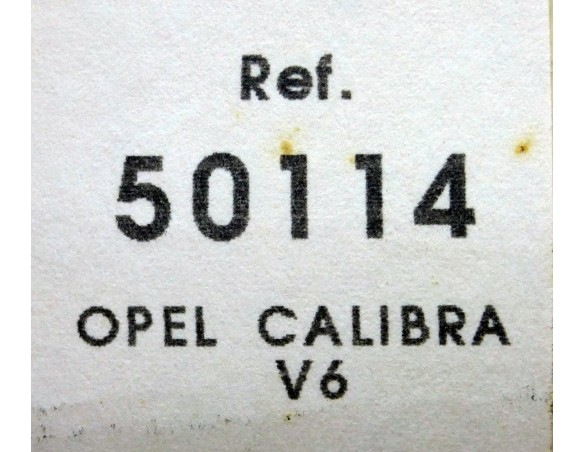 Ref.
50114
OPEL CALIBRA
V6